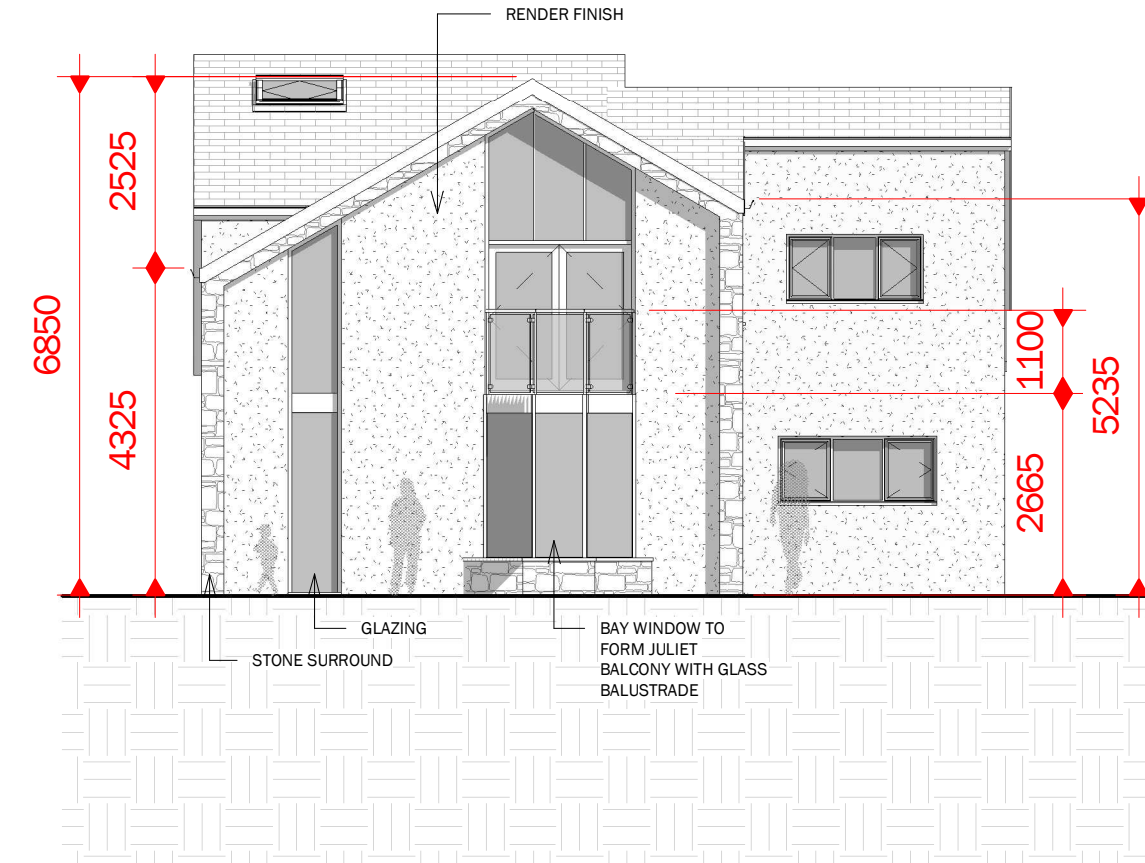 RENDER FINISH
2525
6850
4325
1100
5235
2665
GLAZING
STONE SURROUND
BAY WINDOW TO
FORM JULIET
BALCONY WITH GLASS
BALUSTRADE